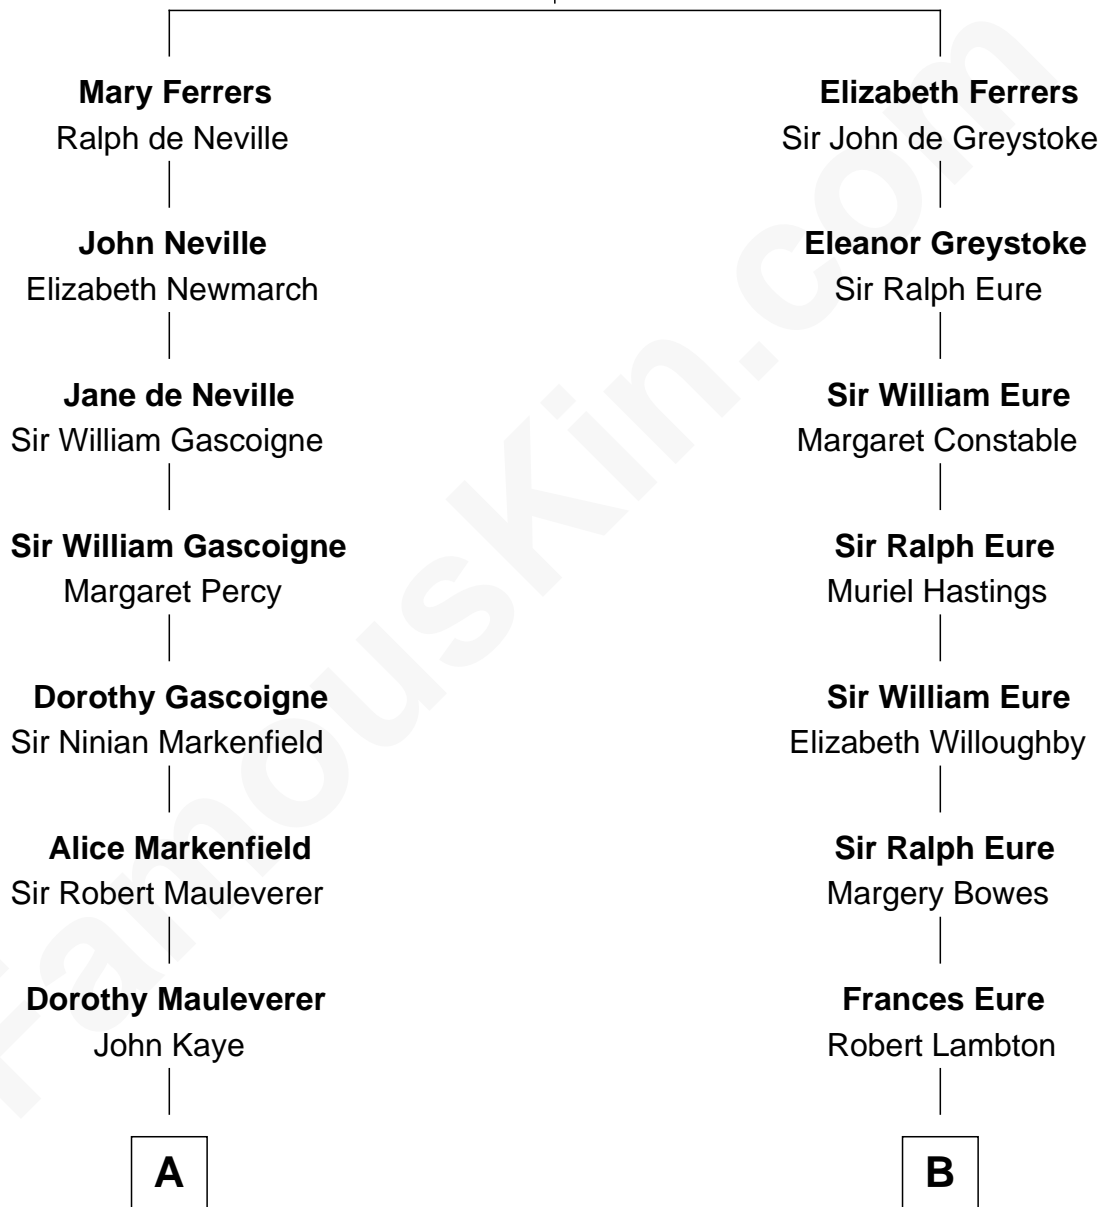 Mary Ferrers
Ralph de Neville
John Neville
Elizabeth Newmarch
Jane de Neville
Sir William Gascoigne
Sir William Gascoigne
Margaret Percy
Dorothy Gascoigne
Sir Ninian Markenfield
Alice Markenfield
Sir Robert Mauleverer
Dorothy Mauleverer
John Kaye
A
Elizabeth Ferrers
Sir John de Greystoke
Eleanor Greystoke
Sir Ralph Eure
Sir William Eure
Margaret Constable
Sir Ralph Eure
Muriel Hastings
Sir William Eure
Elizabeth Willoughby
Sir Ralph Eure
Margery Bowes
Frances Eure
Robert Lambton
B
FamousKin.com